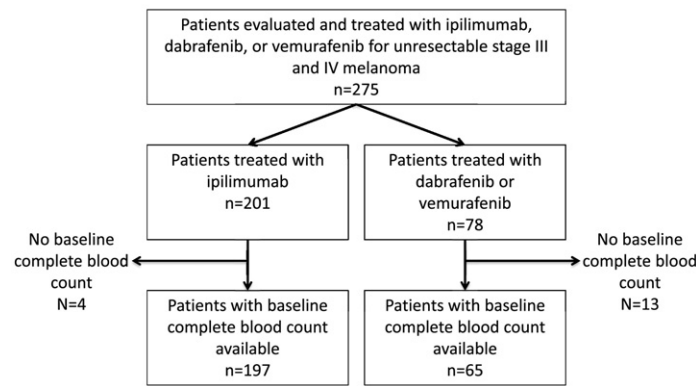 Patients evaluated and treated with ipilimumab,
dabrafenib, or vemurafenib for unresectable stage III
and IV melanoma
n=275
Patients treated with
ipilimumab
n=201
Patients treated with
dabrafenib or
vemurafenib
n=78
No baseline
complete blood
count
N=4
No baseline
complete blood
count
N=13
Patients with baseline
complete blood count
available
n=197
Patients with baseline
complete blood count
available
n=65